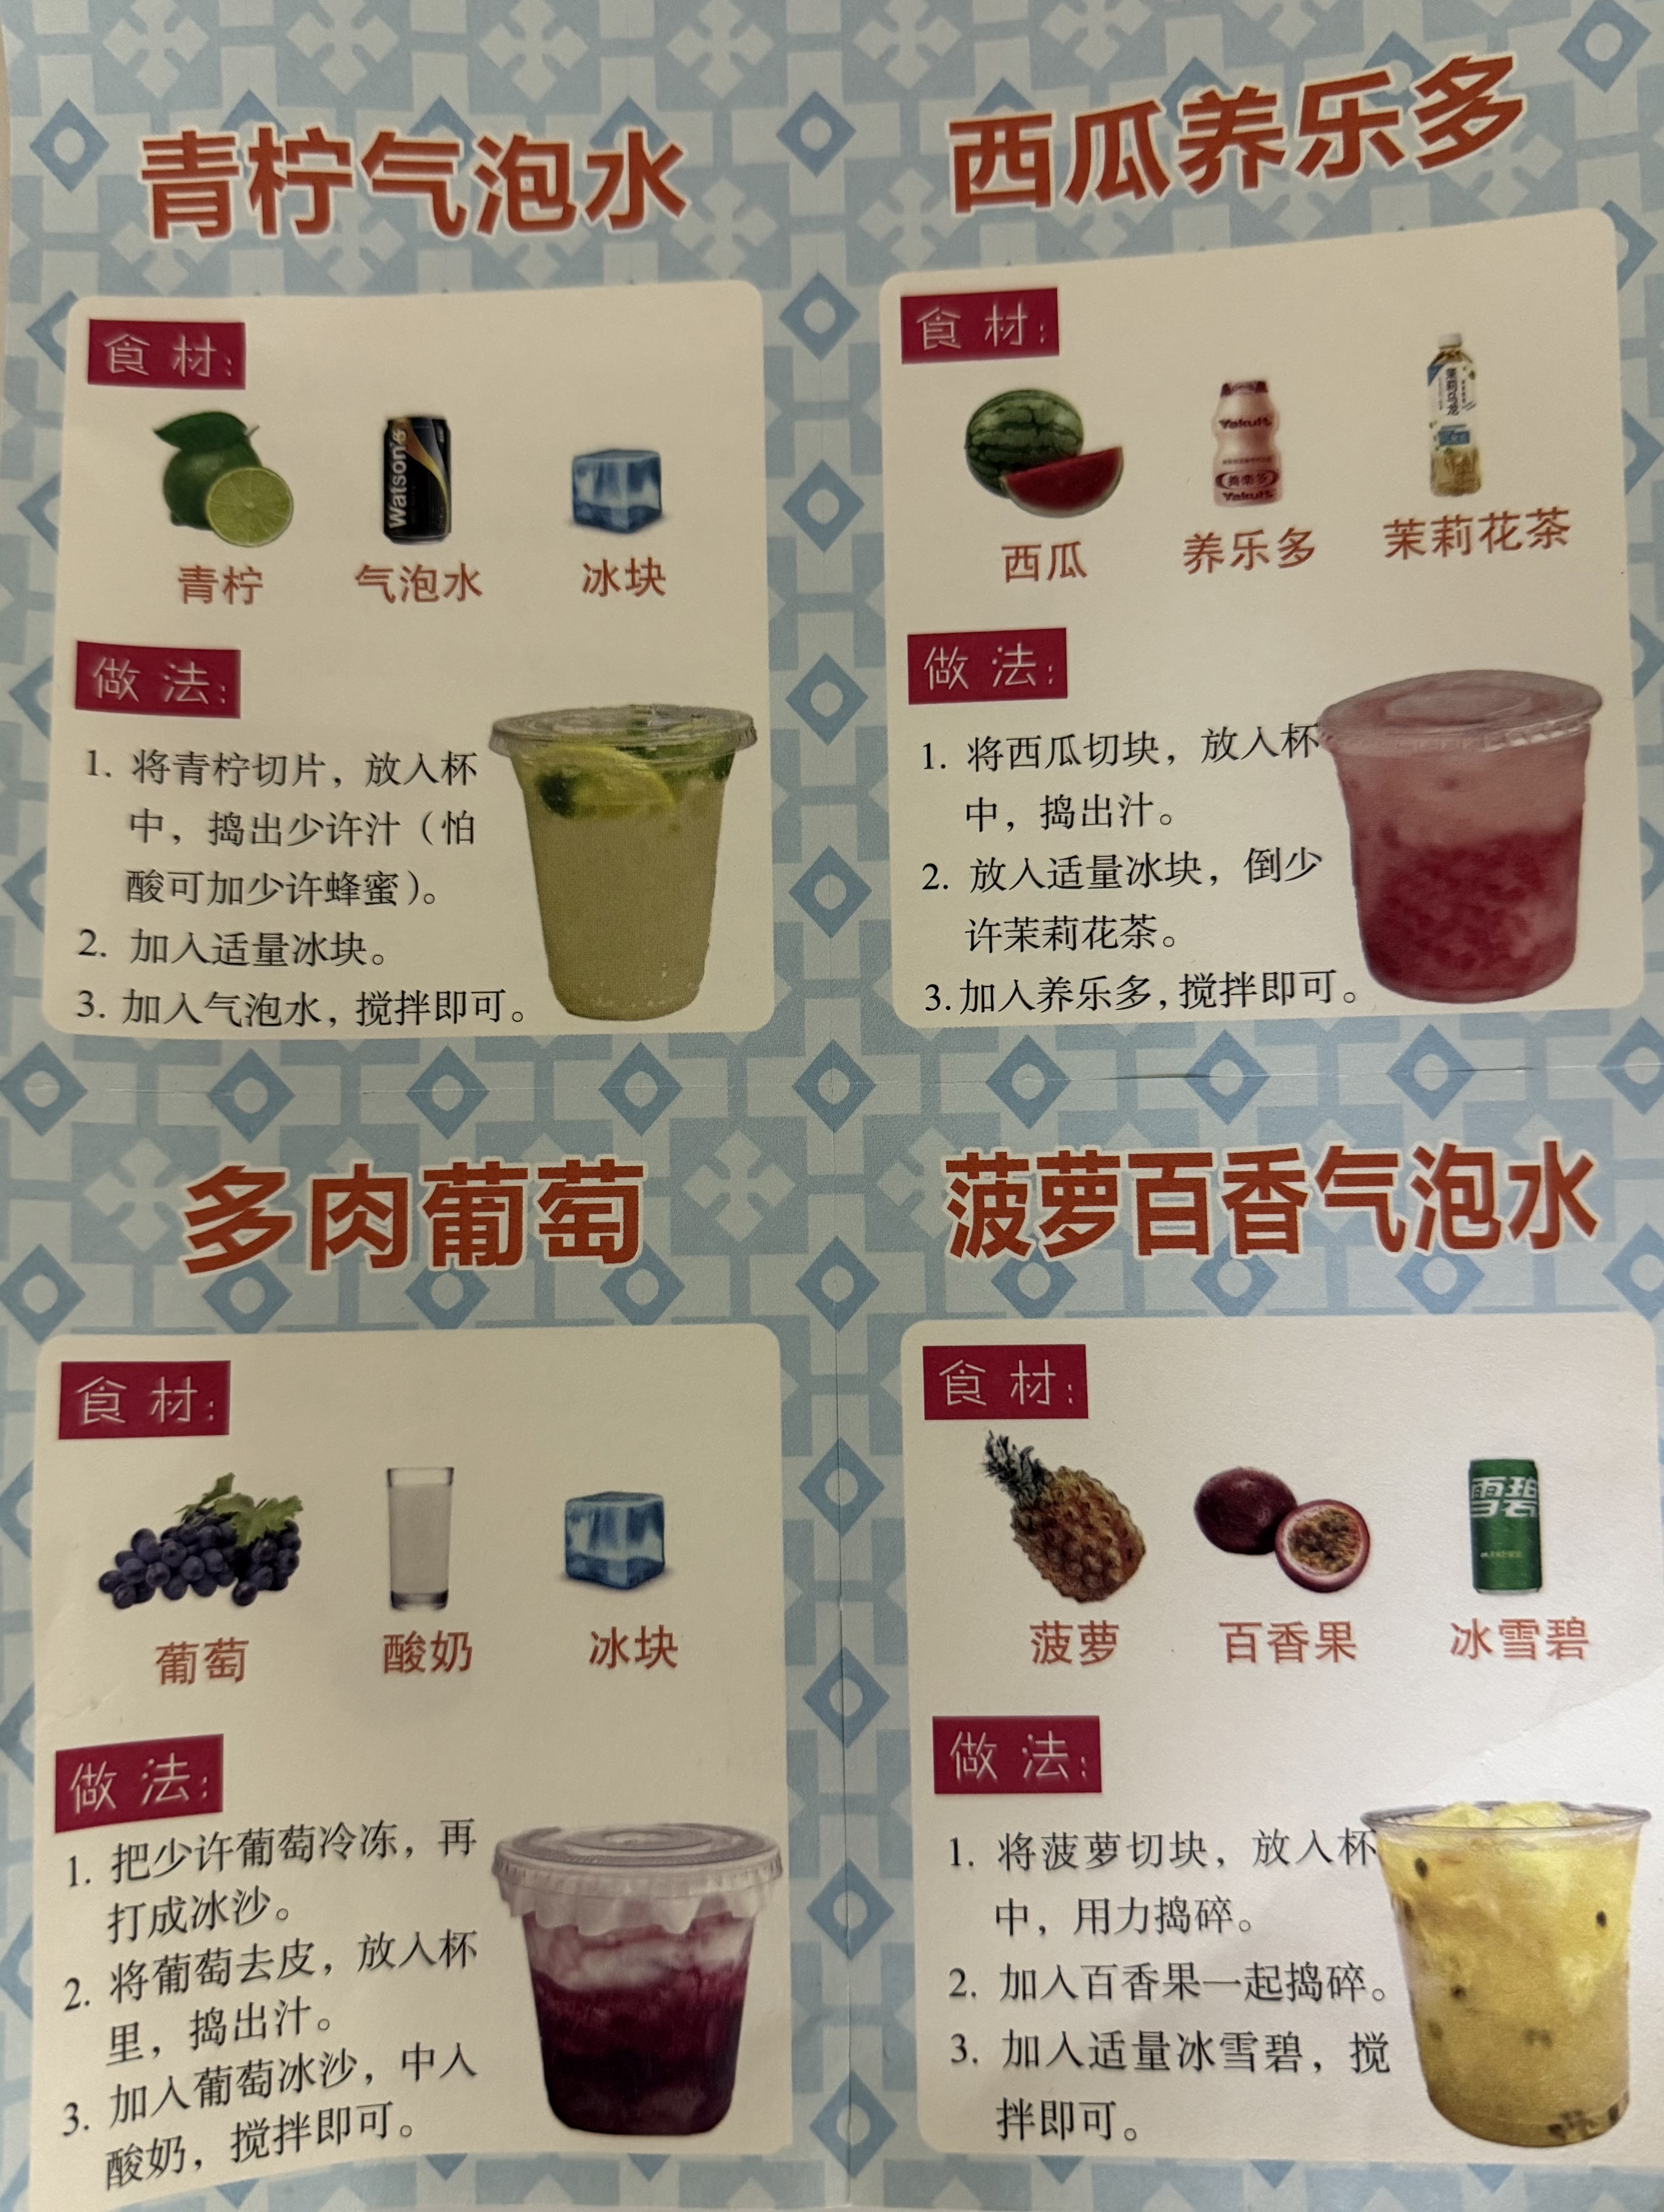 青柠气泡水
食材：
Watson's
青柠 气泡水 冰块
做法：
1. 将青柠切片，放入杯
中，捣出少许汁（怕
酸可加少许蜂蜜）。
2. 加入适量冰块。
3. 加入气泡水，搅拌即可。
西瓜养乐多
食材：
Yakult
养乐多
Yakult
茉莉乌龙
西瓜 养乐多 茉莉花茶
做法：
1. 将西瓜切块，放入杯
中，捣出汁。
2. 放入适量冰块，倒少
许茉莉花茶。
3.加入养乐多，搅拌即可。
多肉葡萄
食材：
葡萄 酸奶 冰块
做法：
1. 把少许葡萄冷冻，再
打成冰沙。
2. 将葡萄去皮，放入杯
里，捣出汁。
3. 加入葡萄冰沙，中入
酸奶，搅拌即可。
菠萝百香气泡水
食材：
雪碧
菠萝 百香果 冰雪碧
做法：
1. 将菠萝切块，放入杯
中，用力捣碎。
2. 加入百香果一起捣碎。
3. 加入适量冰雪碧，搅
拌即可。